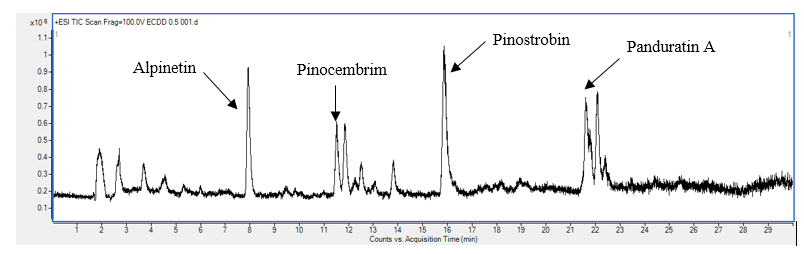 x10 6
+ESI TIC Scan Frag=100.0V ECDD 0.5 001.d
1 1
1.1
1
0.9
0.8
0.7
0.6
0.5
0.4
0.3
0.2
0.1
Alpinetin
Pinocembrim
Pinostrobin
Panduratin A
1 2 3 4 5 6 7 8 9 10 11 12 13 14 15 16 17 18 19 20 21 22 23 24 25 26 27 28 29
Counts vs. Acquisition Time (min)